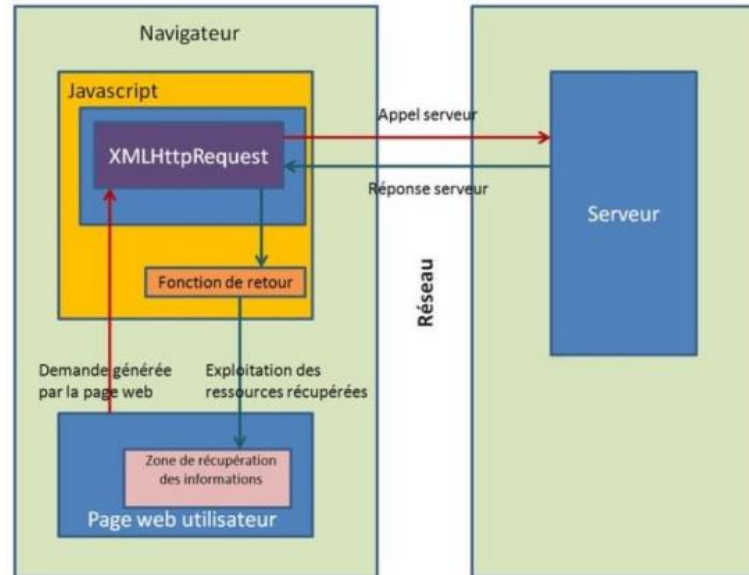 Navigateur
Javascript
XMLHttpRequest
Appel serveur
Réponse serveur
Serveur
Fonction de retour
Réseau
Demande générée
par la page web
Exploitation des
ressources récupérées
Zone de récupération
des informations
Page web utilisateur